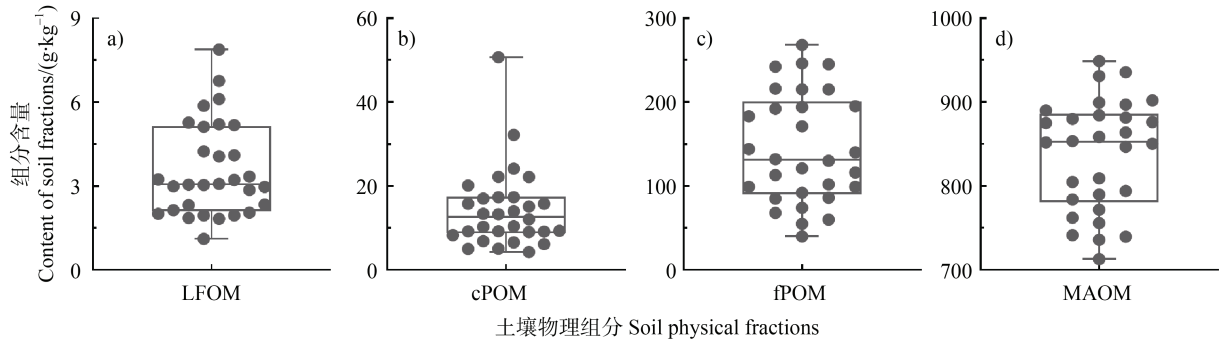 组分含量
Content of soil fractions/(g·kg⁻¹)
a)
9
6
3
0
LFOM
b)
60
40
20
0
cPOM
c)
300
200
100
0
fPOM
d)
1000
900
800
700
MAOM
土壤物理组分 Soil physical fractions